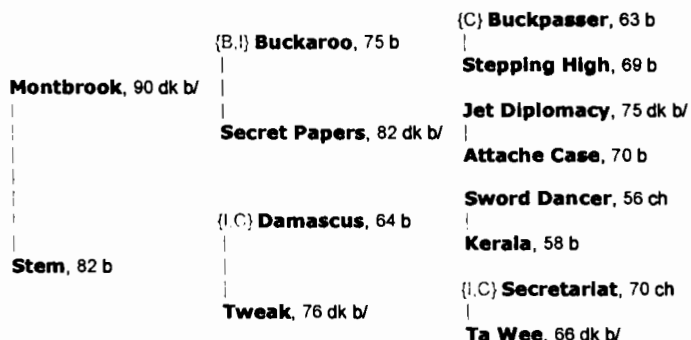 {C} Buckpasser, 63 b
{B,I} Buckaroo, 75 b
Stepping High, 69 b
Montbrook, 90 dk b/
Jet Diplomacy, 75 dk b/
Secret Papers, 82 dk b/
Attache Case, 70 b
Sword Dancer, 56 ch
{I,C} Damascus, 64 b
Kerala, 58 b
Stem, 82 b
{I,C} Secretariat, 70 ch
Tweak, 76 dk b/
Ta Wee, 66 dk b/